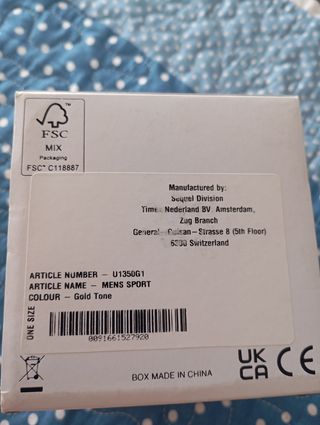 FSC
MIX
Packaging
FSC® C118887
Manufactured by:
Sequel Division
Timex Nederland BV, Amsterdam,
Zug Branch
General-Guisan-Strasse 8 (5th Floor)
6300 Switzerland
ARTICLE NUMBER - U1350G1
ARTICLE NAME - MENS SPORT
COLOUR - Gold Tone
ONE SIZE
0091661527920
BOX MADE IN CHINA
UK
CA
CE